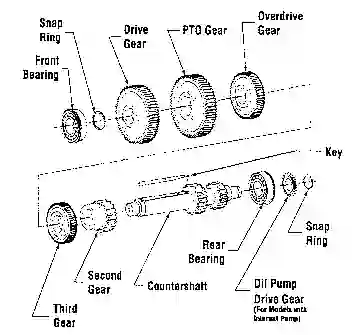 Overdrive
Gear
Snap
Ring
Drive
Gear
PTO Gear
Front
Bearing
Key
Rear
Bearing
Snap
Ring
Second
Gear
Countershaft
Oil Pump
Drive Gear
(For Models with
Internal Pump)
Third
Gear